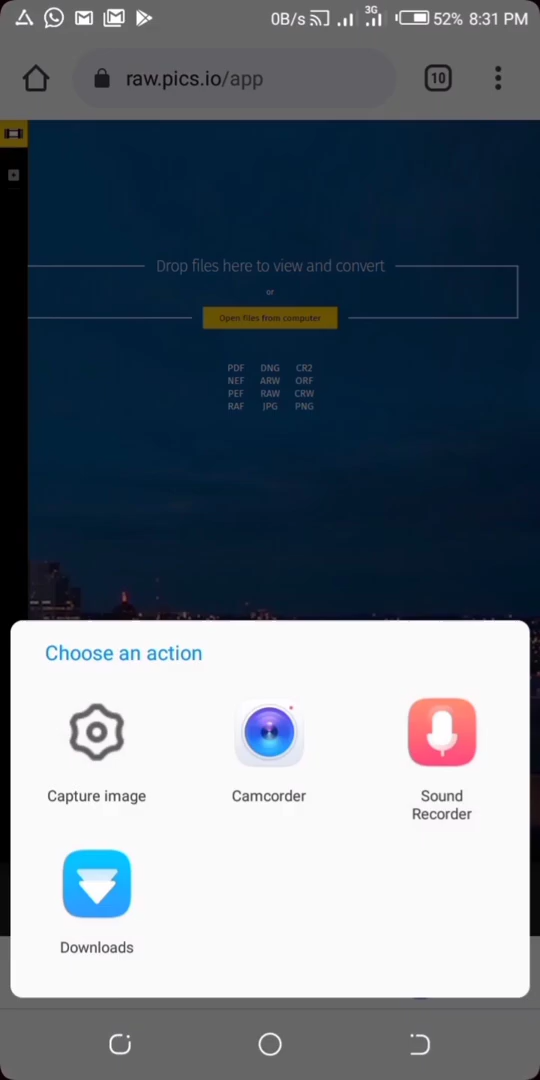 0B/s 3G 52% 8:31 PM
raw.pics.io/app
10
Drop files here to view and convert
or
Open files from computer
PDF DNG CR2
NEF ARW ORF
PEF RAW CRW
RAF JPG PNG
Choose an action
Capture image
Camcorder
Sound
Recorder
Downloads